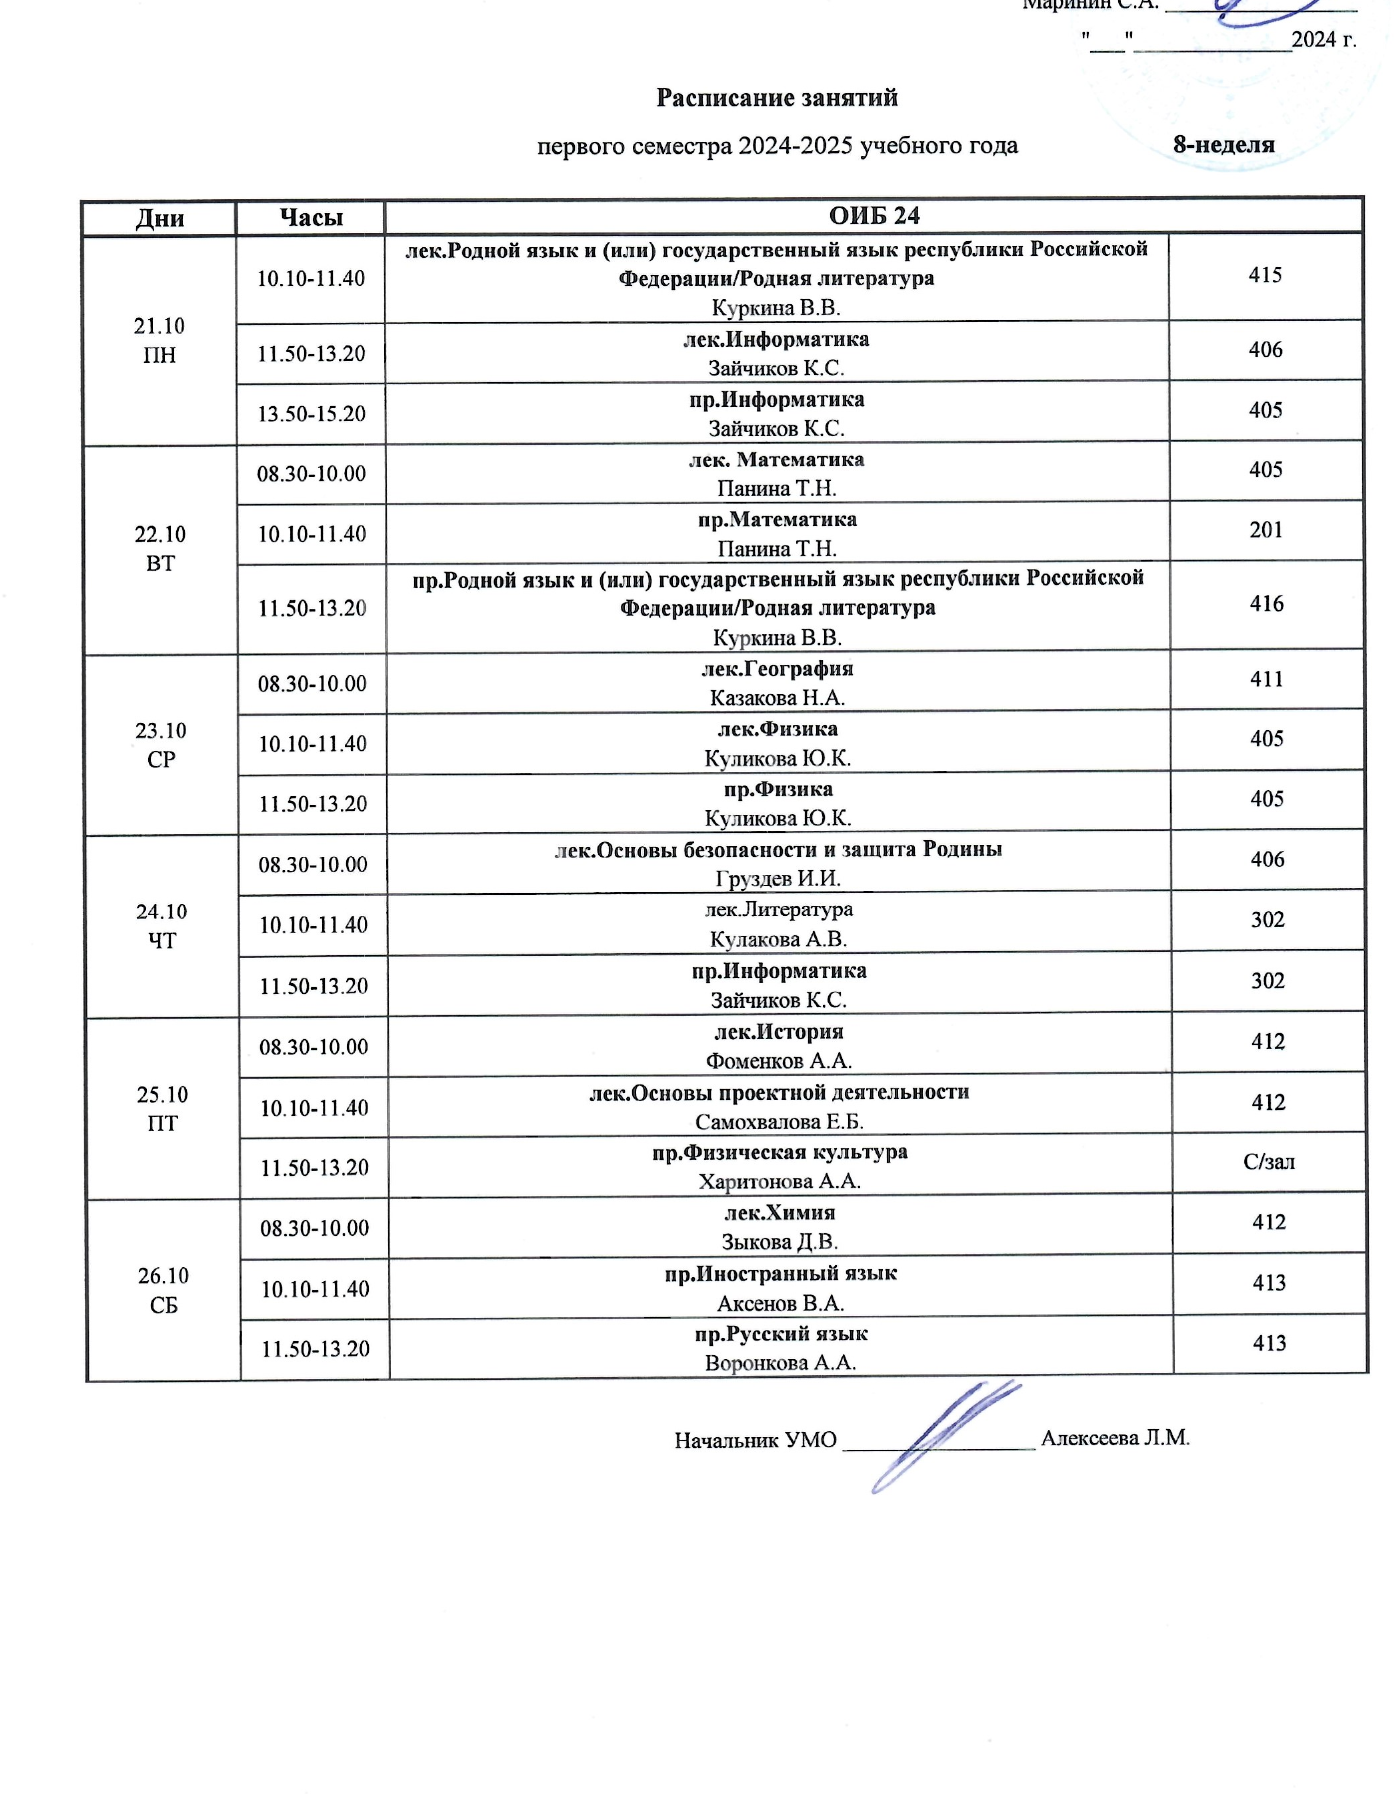 Маринин С.А.
"___"______________2024 г.
Расписание занятий
первого семестра 2024-2025 учебного года 8-неделя
Дни Часы ОИБ 24
21.10
ПН
10.10-11.40
лек.Родной язык и (или) государственный язык республики Российской
Федерации/Родная литература
Куркина В.В.
415
11.50-13.20
лек.Информатика
Зайчиков К.С.
406
13.50-15.20
пр.Информатика
Зайчиков К.С.
405
22.10
ВТ
08.30-10.00
лек. Математика
Панина Т.Н.
405
10.10-11.40
пр.Математика
Панина Т.Н.
201
11.50-13.20
пр.Родной язык и (или) государственный язык республики Российской
Федерации/Родная литература
Куркина В.В.
416
23.10
СР
08.30-10.00
лек.География
Казакова Н.А.
411
10.10-11.40
лек.Физика
Куликова Ю.К.
405
11.50-13.20
пр.Физика
Куликова Ю.К.
405
24.10
ЧТ
08.30-10.00
лек.Основы безопасности и защита Родины
Груздев И.И.
406
10.10-11.40
лек.Литература
Кулакова А.В.
302
11.50-13.20
пр.Информатика
Зайчиков К.С.
302
25.10
ПТ
08.30-10.00
лек.История
Фоменков А.А.
412
10.10-11.40
лек.Основы проектной деятельности
Самохвалова Е.Б.
412
11.50-13.20
пр.Физическая культура
Харитонова А.А.
С/зал
26.10
СБ
08.30-10.00
лек.Химия
Зыкова Д.В.
412
10.10-11.40
пр.Иностранный язык
Аксенов В.А.
413
11.50-13.20
пр.Русский язык
Воронкова А.А.
413
Начальник УМО _________________ Алексеева Л.М.